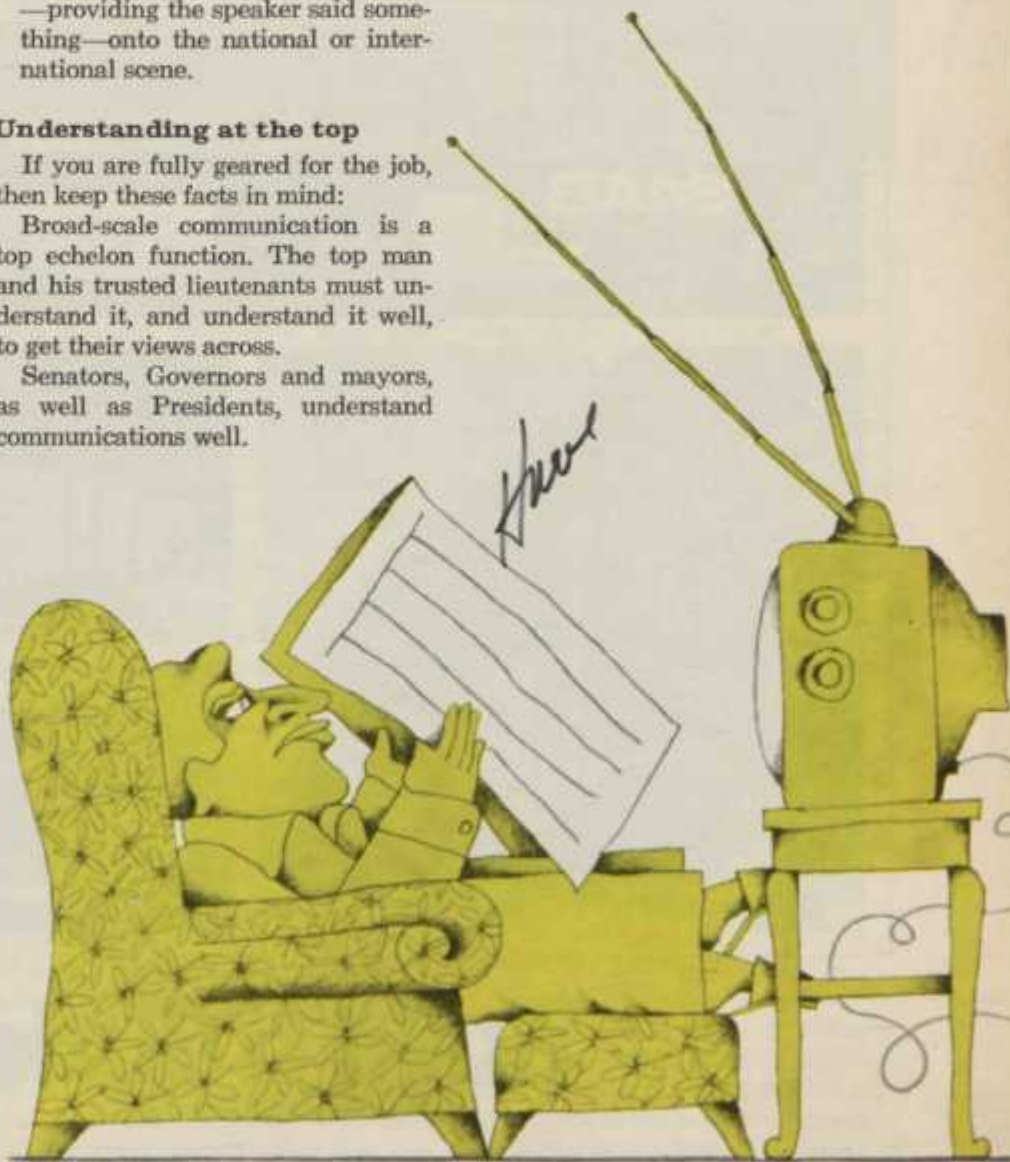 —providing the speaker said some-
thing—onto the national or inter-
national scene.
Understanding at the top
If you are fully geared for the job,
then keep these facts in mind:
Broad-scale communication is a
top echelon function. The top man
and his trusted lieutenants must un-
derstand it, and understand it well,
to get their views across.
Senators, Governors and mayors,
as well as Presidents, understand
communications well.